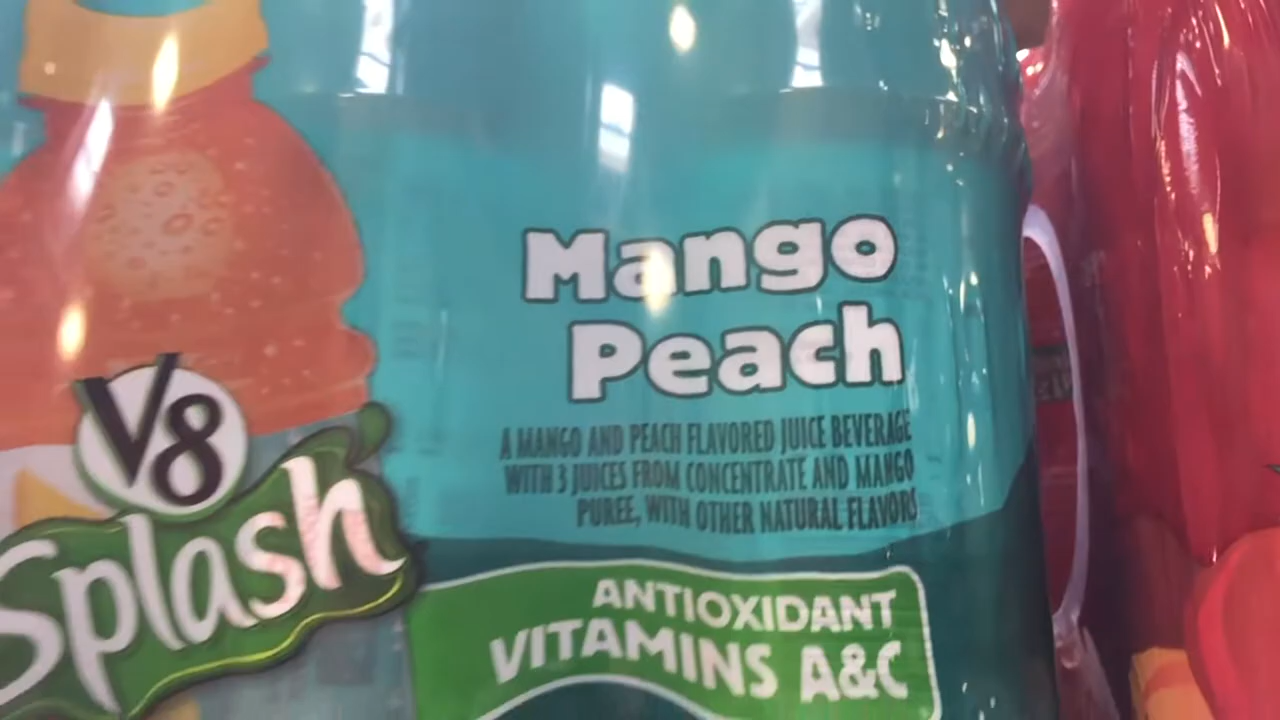 Mango
Peach
A MANGO AND PEACH FLAVORED JUICE BEVERAGE
WITH 3 JUICES FROM CONCENTRATE AND MANGO
PUREE, WITH OTHER NATURAL FLAVORS
V8
Splash
ANTIOXIDANT
VITAMINS A&C